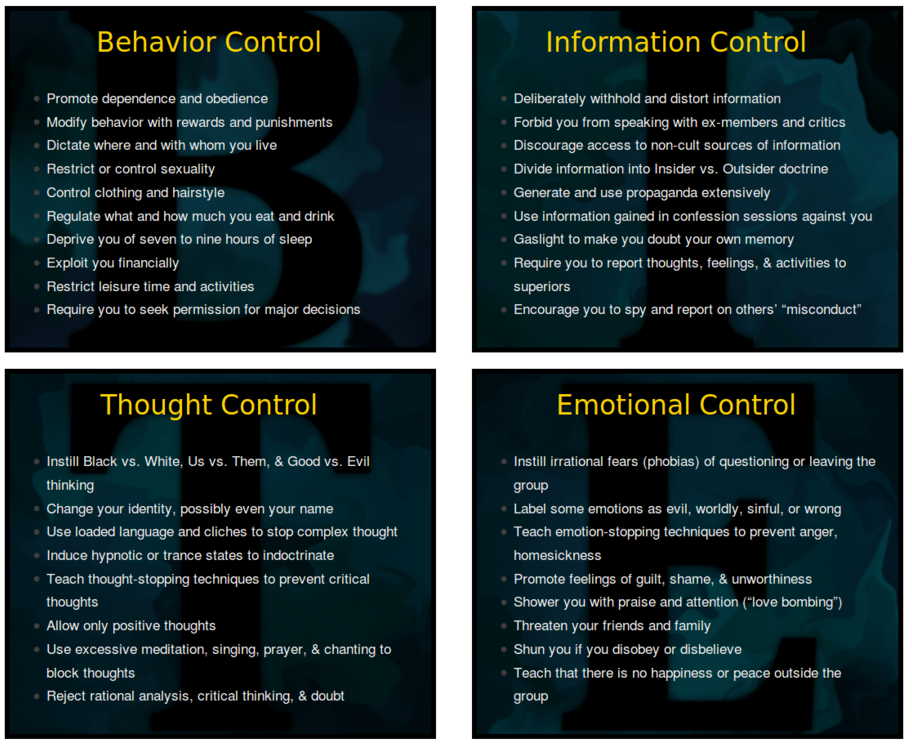 Behavior Control
Promote dependence and obedience
Modify behavior with rewards and punishments
Dictate where and with whom you live
Restrict or control sexuality
Control clothing and hairstyle
Regulate what and how much you eat and drink
Deprive you of seven to nine hours of sleep
Exploit you financially
Restrict leisure time and activities
Require you to seek permission for major decisions
Information Control
Deliberately withhold and distort information
Forbid you from speaking with ex-members and critics
Discourage access to non-cult sources of information
Divide information into Insider vs. Outsider doctrine
Generate and use propaganda extensively
Use information gained in confession sessions against you
Gaslight to make you doubt your own memory
Require you to report thoughts, feelings, & activities to
superiors
Encourage you to spy and report on others’ “misconduct”
Thought Control
Instill Black vs. White, Us vs. Them, & Good vs. Evil
thinking
Change your identity, possibly even your name
Use loaded language and cliches to stop complex thought
Induce hypnotic or trance states to indoctrinate
Teach thought-stopping techniques to prevent critical
thoughts
Allow only positive thoughts
Use excessive meditation, singing, prayer, & chanting to
block thoughts
Reject rational analysis, critical thinking, & doubt
Emotional Control
Instill irrational fears (phobias) of questioning or leaving the
group
Label some emotions as evil, worldly, sinful, or wrong
Teach emotion-stopping techniques to prevent anger,
homesickness
Promote feelings of guilt, shame, & unworthiness
Shower you with praise and attention (“love bombing”)
Threaten your friends and family
Shun you if you disobey or disbelieve
Teach that there is no happiness or peace outside the
group
B
I
T
E